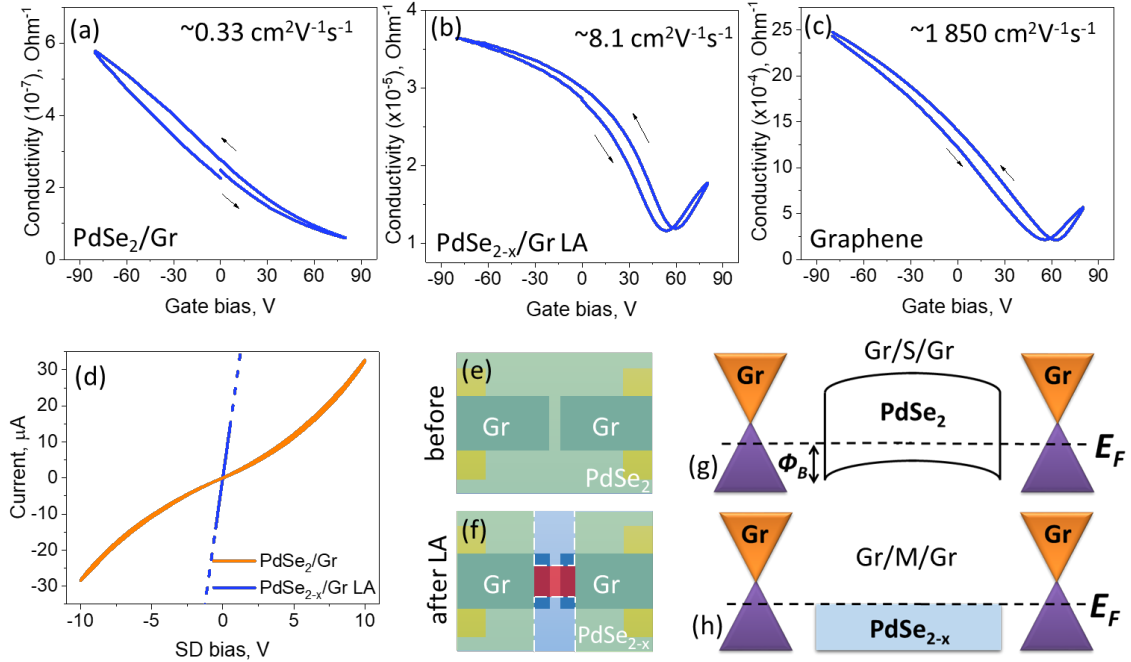 (a)
~0.33 cm²V⁻¹s⁻¹
Conductivity (10⁻⁷), Ohm⁻¹
6
4
2
0
PdSe₂/Gr
-90 -60 -30 0 30 60 90
Gate bias, V
(b)
~8.1 cm²V⁻¹s⁻¹
Conductivity (x10⁻⁵), Ohm⁻¹
4
3
2
1
PdSe₂₋ₓ/Gr LA
-90 -60 -30 0 30 60 90
Gate bias, V
(c)
~1 850 cm²V⁻¹s⁻¹
Conductivity (x10⁻⁴)
25
20
15
10
5
0
Graphene
-90 -60 -30 0 30 60 90
Gate bias, V
(d)
Current, μA
30
20
10
0
-10
-20
-30
PdSe₂/Gr
PdSe₂₋ₓ/Gr LA
-10 -5 0 5 10
SD bias, V
before
(e)
Gr Gr
PdSe₂
after LA
(f)
Gr Gr
PdSe₂₋ₓ
Gr/S/Gr
Gr
PdSe₂
Gr
(g)
Φ_B
E_F
Gr
Gr/M/Gr
Gr
(h)
PdSe₂₋ₓ
E_F